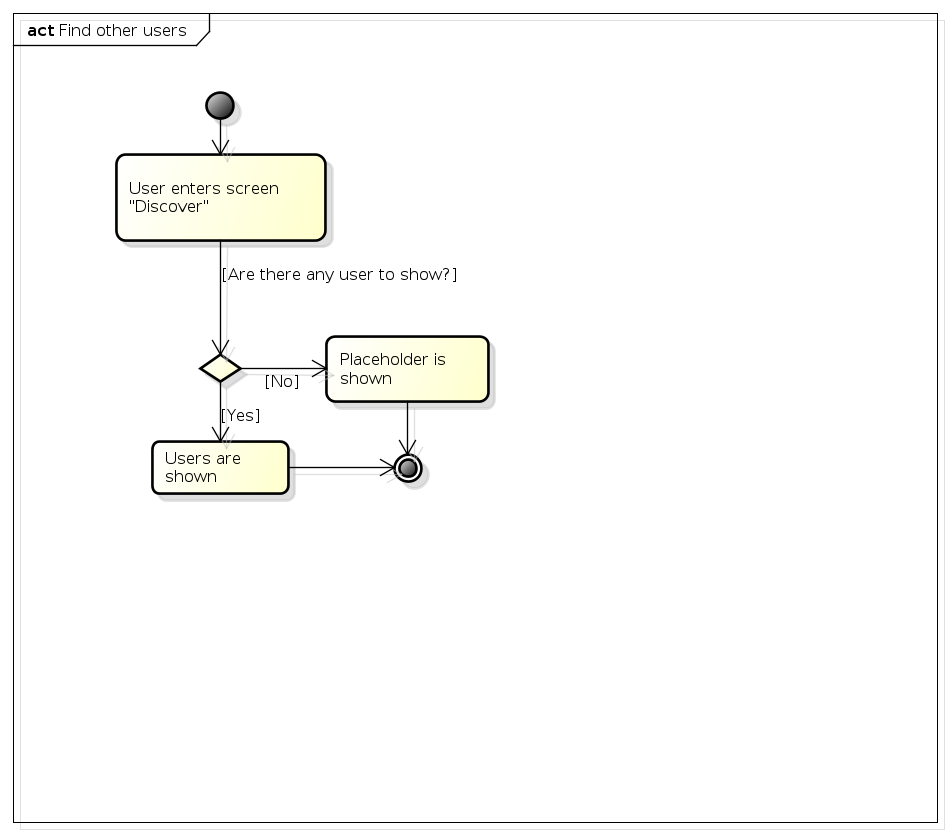 act Find other users
User enters screen
"Discover"
[Are there any user to show?]
Placeholder is
shown
[No]
[Yes]
Users are
shown